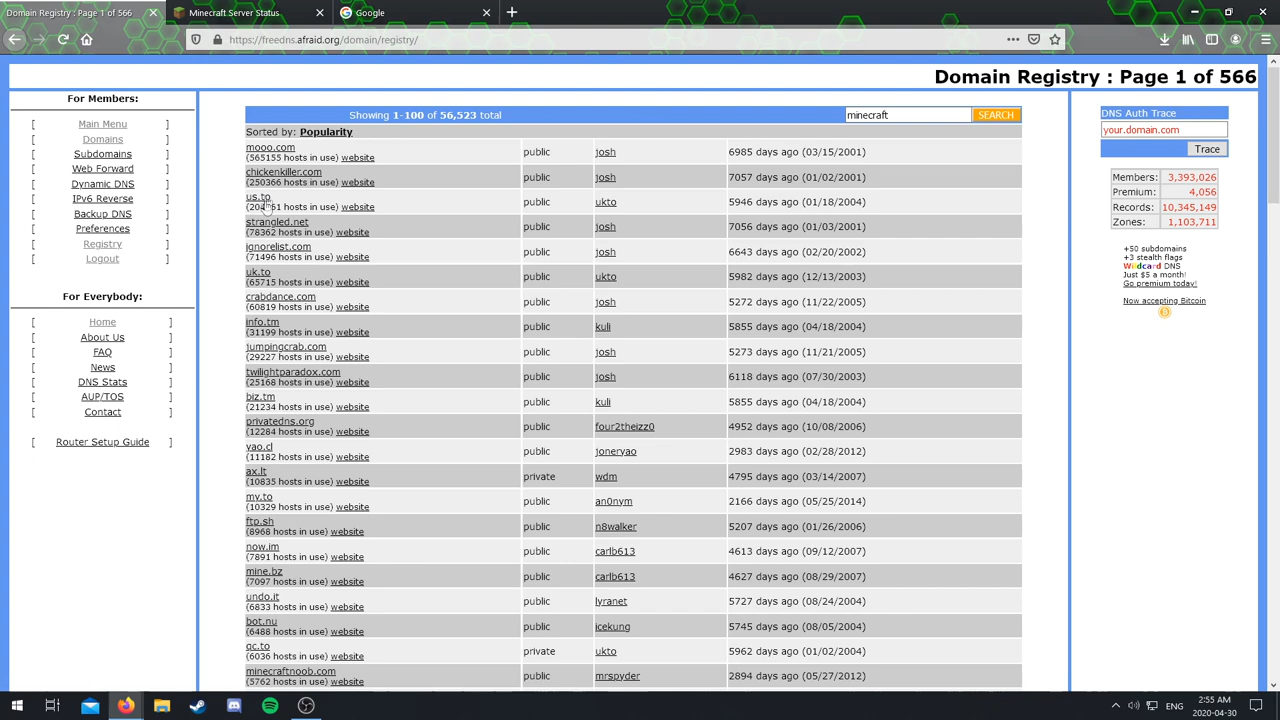 Domain Registry : Page 1 of 566
Minecraft Server Status
Google
https://freedns.afraid.org/domain/registry/
Domain Registry : Page 1 of 566
For Members:
[ Main Menu ]
[ Domains ]
[ Subdomains ]
[ Web Forward ]
[ Dynamic DNS ]
[ IPv6 Reverse ]
[ Backup DNS ]
[ Preferences ]
[ Registry ]
[ Logout ]
For Everybody:
[ Home ]
[ About Us ]
[ FAQ ]
[ News ]
[ DNS Stats ]
[ AUP/TOS ]
[ Contact ]
[ Router Setup Guide ]
Showing 1-100 of 56,523 total minecraft SEARCH
Sorted by: Popularity
mooo.com
(565155 hosts in use) website public josh 6985 days ago (03/15/2001)
chickenkiller.com
(250366 hosts in use) website public josh 7057 days ago (01/02/2001)
us.to
hosts in use) website public ukto 5946 days ago (01/18/2004)
strangled.net
(78362 hosts in use) website public josh 7056 days ago (01/03/2001)
ignorelist.com
(71496 hosts in use) website public josh 6643 days ago (02/20/2002)
uk.to
(65715 hosts in use) website public ukto 5982 days ago (12/13/2003)
crabdance.com
(60819 hosts in use) website public josh 5272 days ago (11/22/2005)
info.tm
(31199 hosts in use) website public kuli 5855 days ago (04/18/2004)
jumpingcrab.com
(29227 hosts in use) website public josh 5273 days ago (11/21/2005)
twilightparadox.com
(25168 hosts in use) website public josh 6118 days ago (07/30/2003)
biz.tm
(21234 hosts in use) website public kuli 5855 days ago (04/18/2004)
privatedns.org
(12284 hosts in use) website public four2theizz0 4952 days ago (10/08/2006)
yao.cl
(11182 hosts in use) website public joneryao 2983 days ago (02/28/2012)
ax.lt
(10835 hosts in use) website private wdm 4795 days ago (03/14/2007)
my.to
(10329 hosts in use) website public an0nym 2166 days ago (05/25/2014)
ftp.sh
(8968 hosts in use) website public n8walker 5207 days ago (01/26/2006)
now.im
(7891 hosts in use) website public carlb613 4613 days ago (09/12/2007)
mine.bz
(7097 hosts in use) website public carlb613 4627 days ago (08/29/2007)
undo.it
(6833 hosts in use) website public lyranet 5727 days ago (08/24/2004)
bot.nu
(6488 hosts in use) website public icekung 5745 days ago (08/05/2004)
qc.to
(6036 hosts in use) website private ukto 5962 days ago (01/02/2004)
minecraftnoob.com
(5762 hosts in use) website public mrspyder 2894 days ago (05/27/2012)
DNS Auth Trace
your.domain.com
Trace
Members: 3,393,026
Premium: 4,056
Records: 10,345,149
Zones: 1,103,711
+50 subdomains
+3 stealth flags
Wildcard DNS
Just $5 a month!
Go premium today!
Now accepting Bitcoin
ENG
2:55 AM
2020-04-30